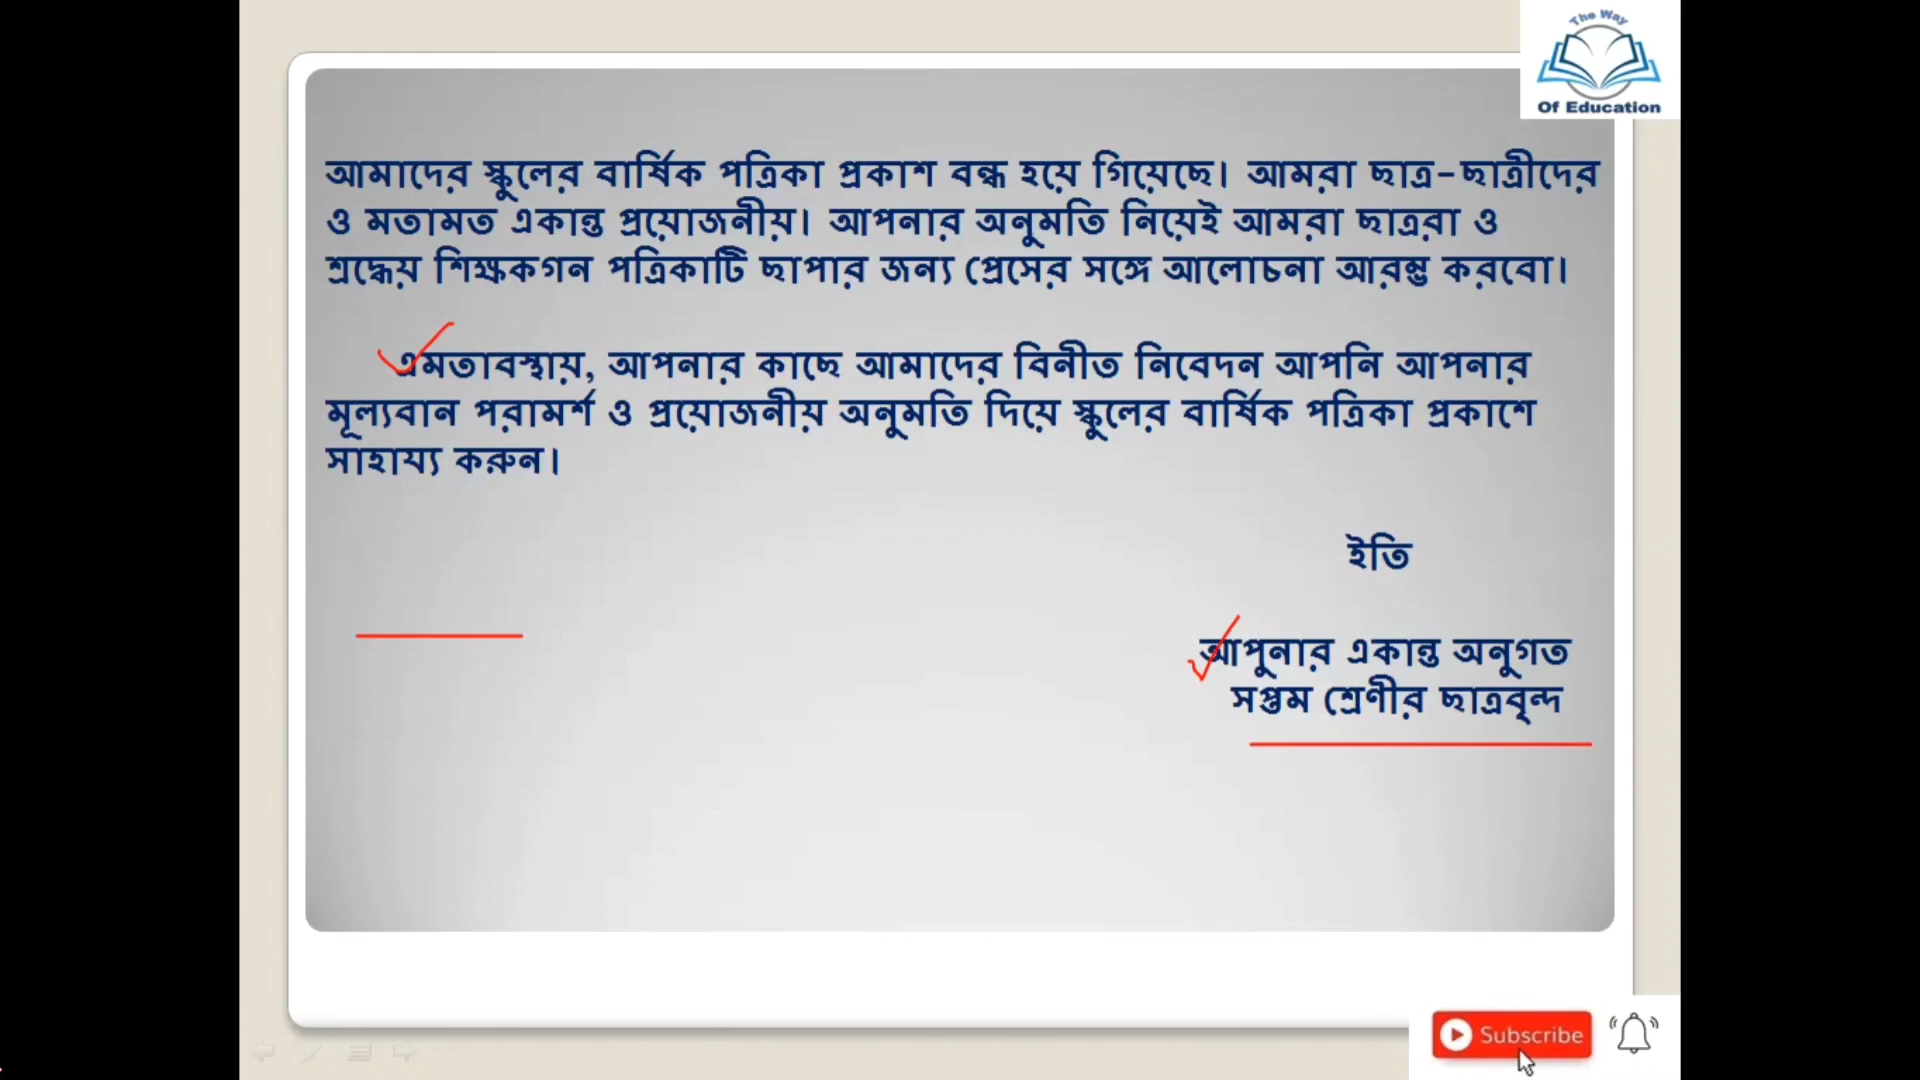 The Way
Of Education
আমাদের স্কুলের বার্ষিক পত্রিকা প্রকাশ বন্ধ হয়ে গিয়েছে। আমরা ছাত্র-ছাত্রীদের
ও মতামত একান্ত প্রয়োজনীয়। আপনার অনুমতি নিয়েই আমরা ছাত্ররা ও
শ্রদ্ধেয় শিক্ষকগন পত্রিকাটি ছাপার জন্য প্রেসের সঙ্গে আলোচনা আরম্ভ করবো।
এমতাবস্থায়, আপনার কাছে আমাদের বিনীত নিবেদন আপনি আপনার
মূল্যবান পরামর্শ ও প্রয়োজনীয় অনুমতি দিয়ে স্কুলের বার্ষিক পত্রিকা প্রকাশে
সাহায্য করুন।
ইতি
আপুনার একান্ত অনুগত
সপ্তম শ্রেণীর ছাত্রবৃন্দ
Subscribe